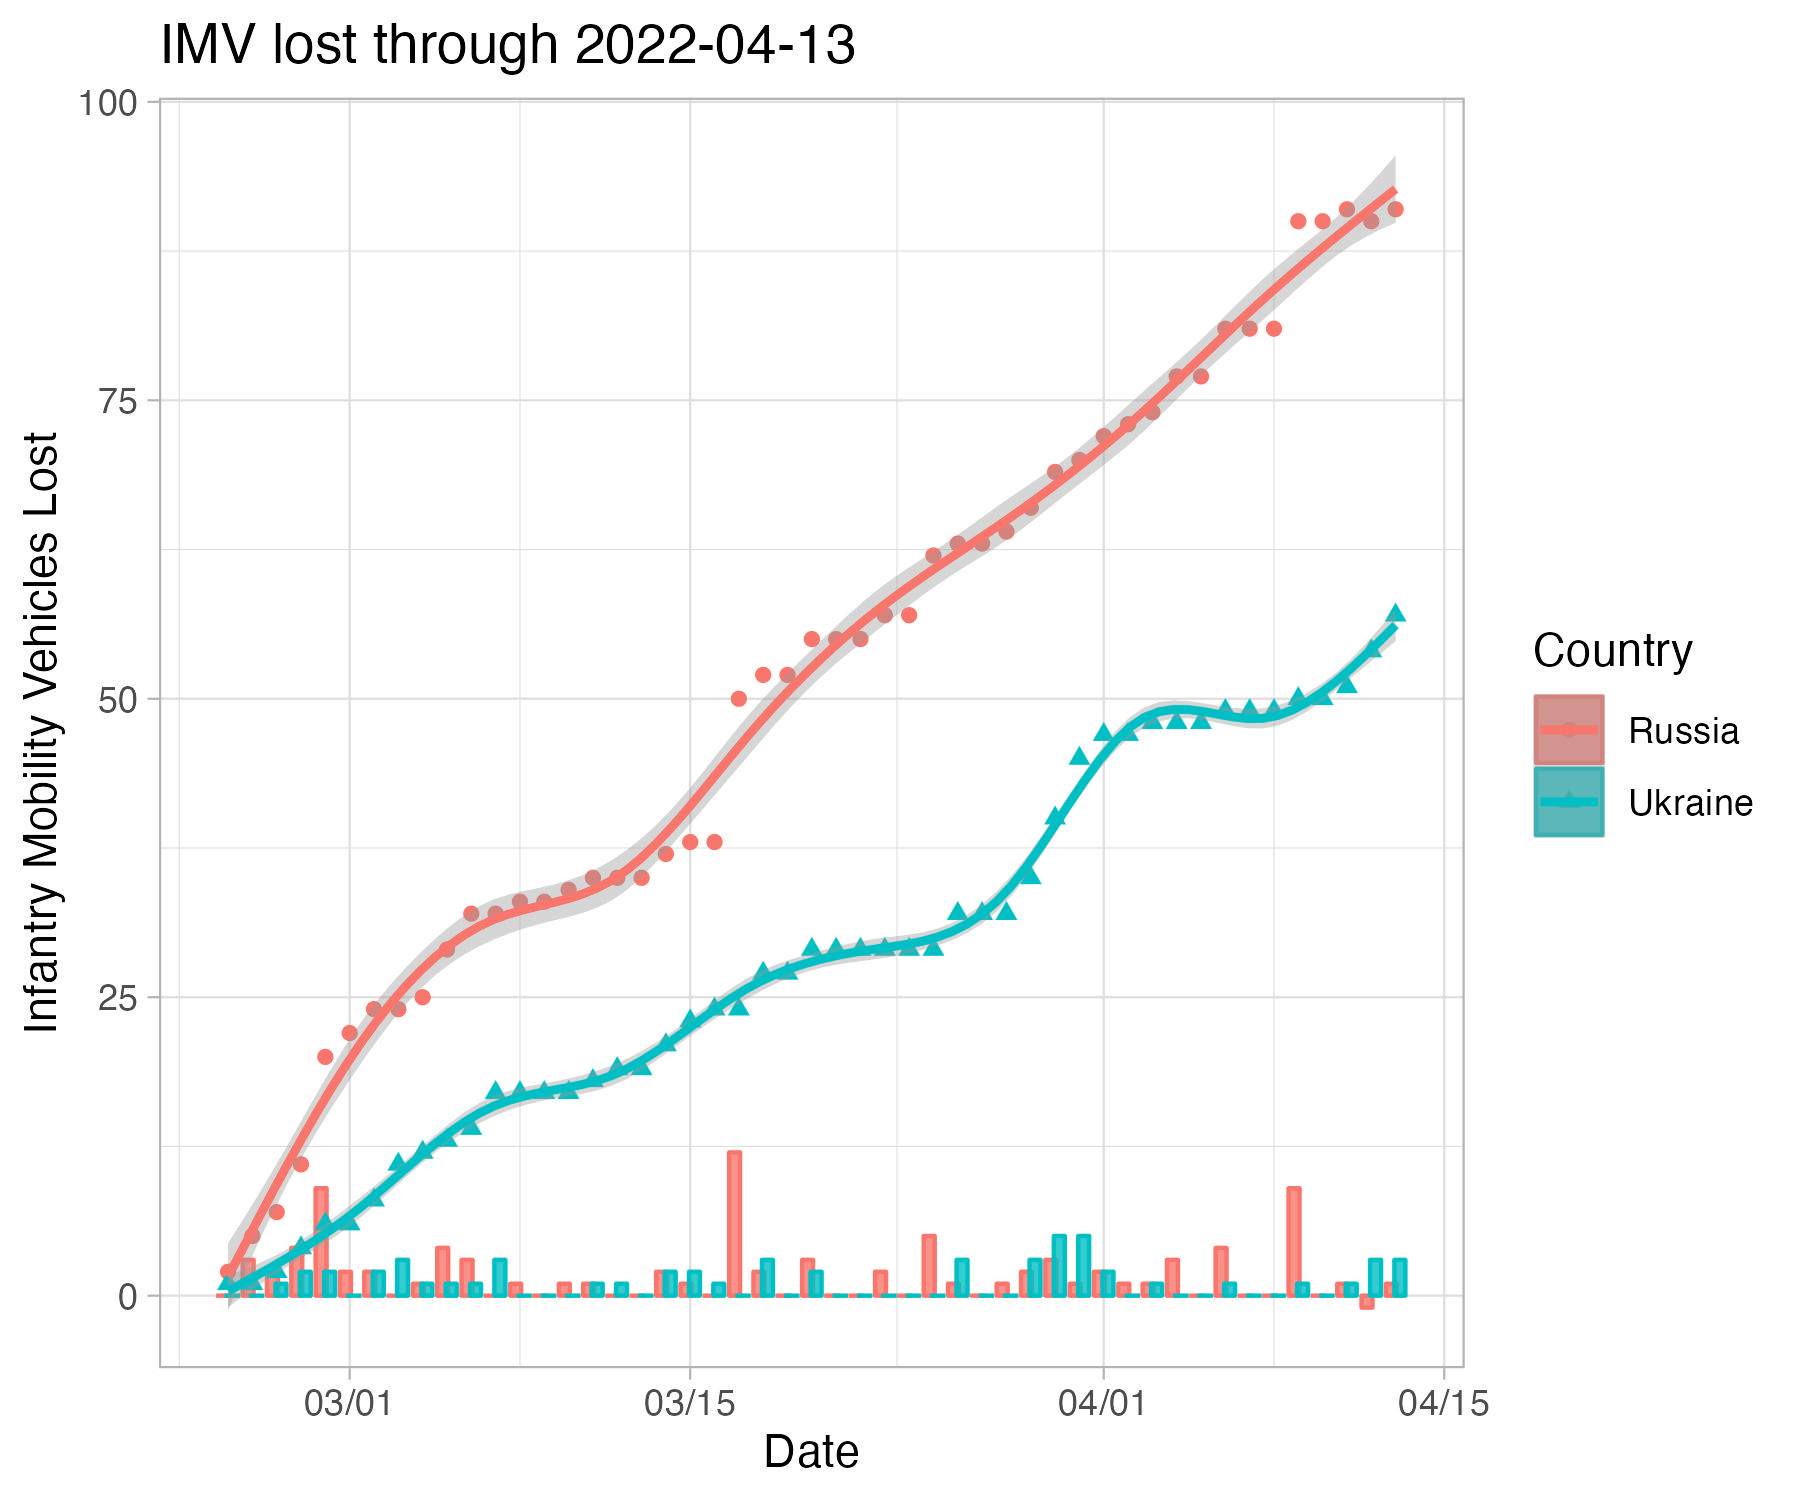 IMV lost through 2022-04-13
Infantry Mobility Vehicles Lost
100
75
50
25
0
03/01
03/15
04/01
04/15
Date
Country
Russia
Ukraine